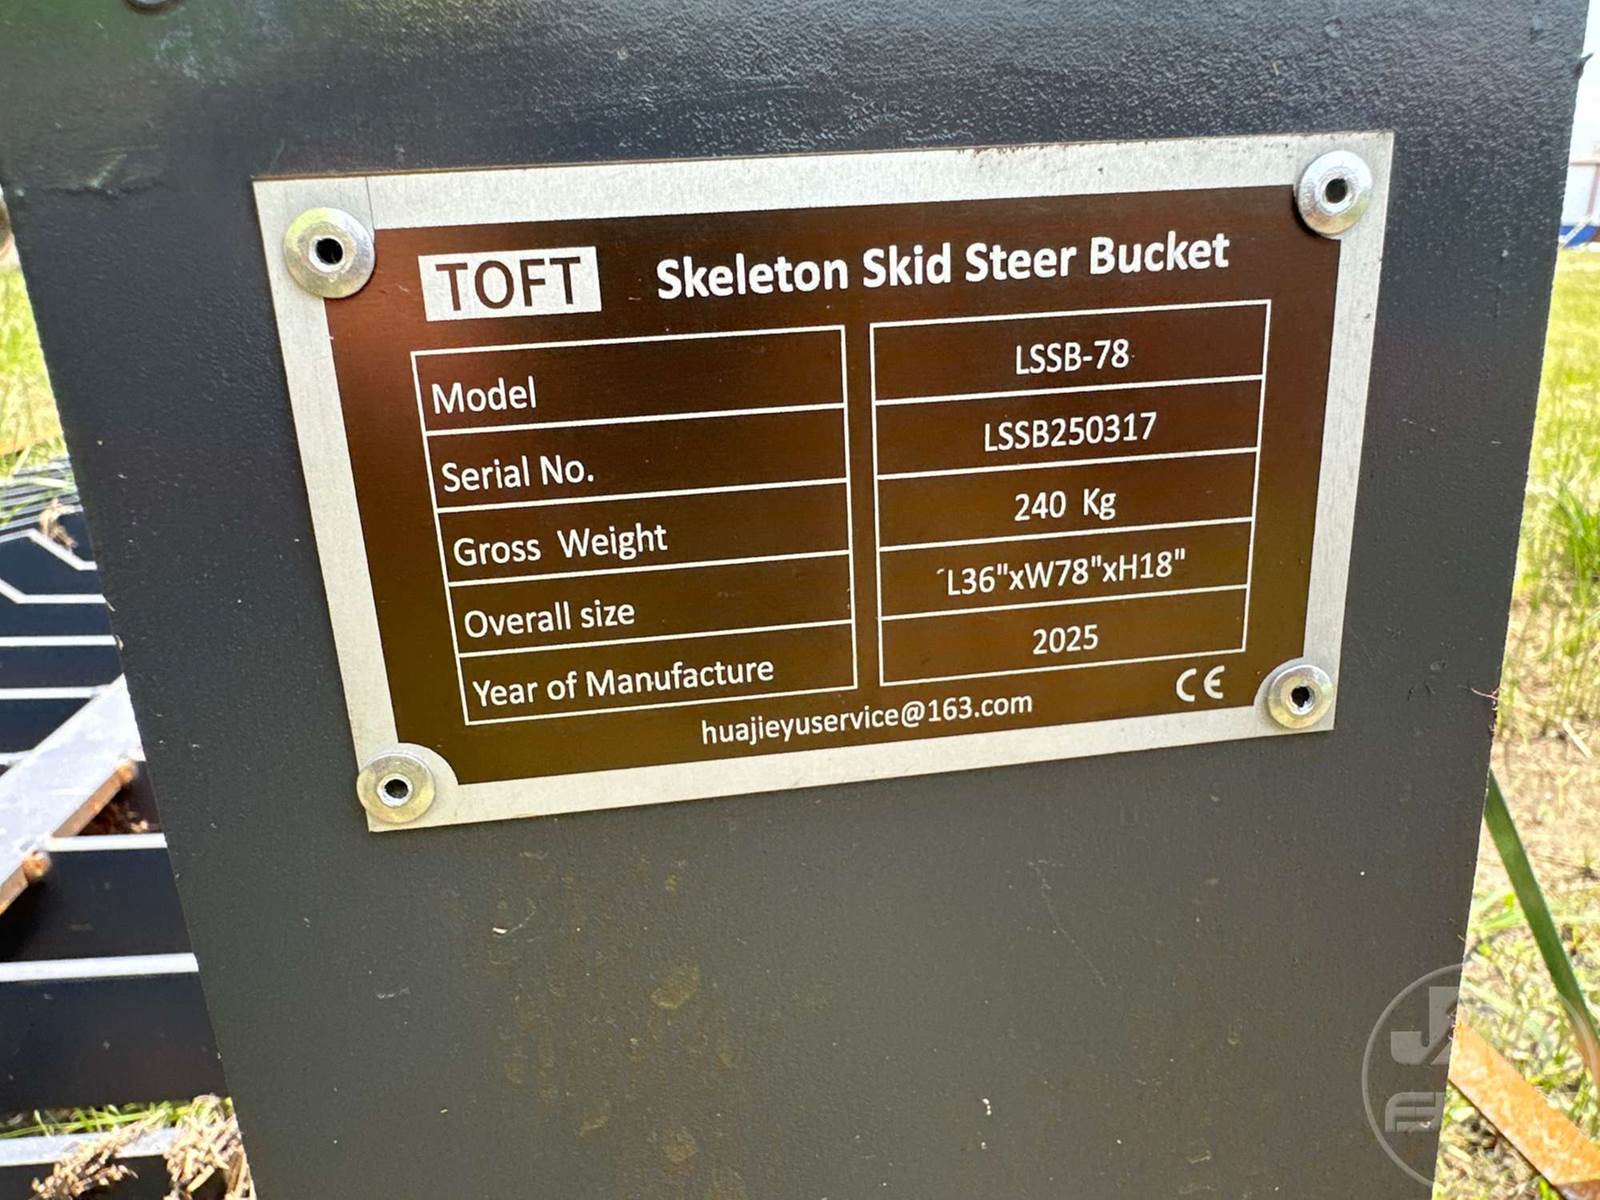 TOFT Skeleton Skid Steer Bucket
Model LSSB-78
Serial No. LSSB250317
Gross Weight 240 Kg
Overall size L36"xW78"xH18"
Year of Manufacture 2025
huajieyuservice@163.com CE